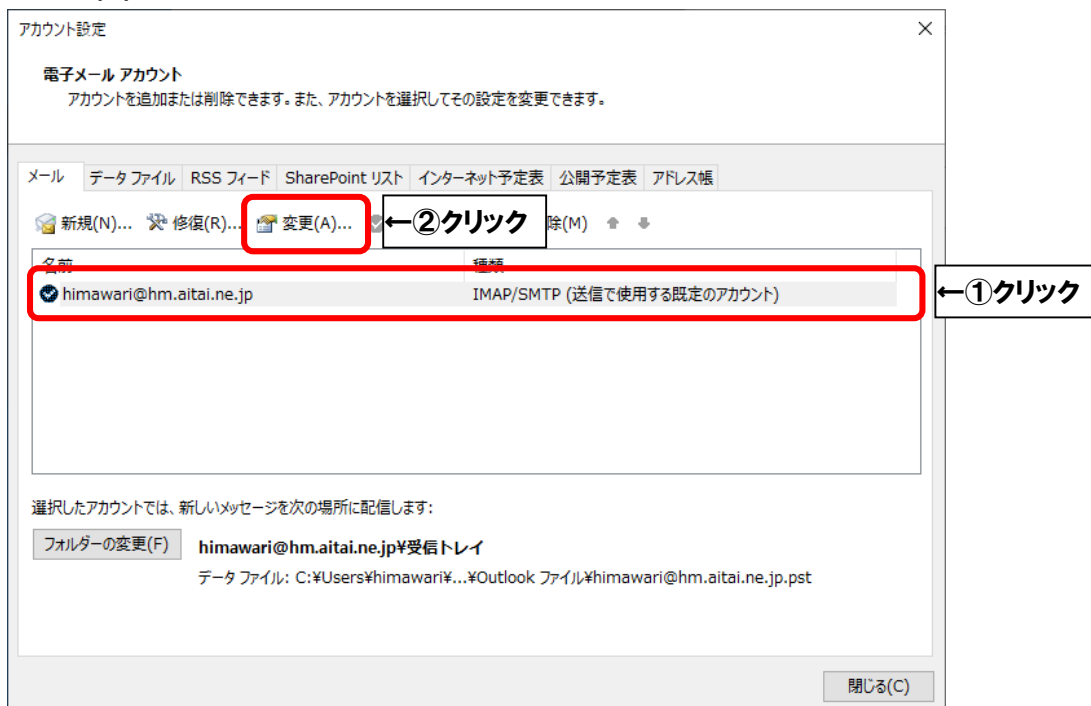 アカウント設定
電子メール アカウント
アカウントを追加または削除できます。また、アカウントを選択してその設定を変更できます。
メール データ ファイル RSS フィード SharePoint リスト インターネット予定表 公開予定表 アドレス帳
新規(N)... 修復(R)... 変更(A)... ←②クリック 除(M)
名前 種類
himawari@hm.aitai.ne.jp IMAP/SMTP (送信で使用する既定のアカウント)
←①クリック
選択したアカウントでは、新しいメッセージを次の場所に配信します:
フォルダーの変更(F) himawari@hm.aitai.ne.jp¥受信トレイ
データ ファイル: C:¥Users¥himawari¥...¥Outlook ファイル¥himawari@hm.aitai.ne.jp.pst
閉じる(C)